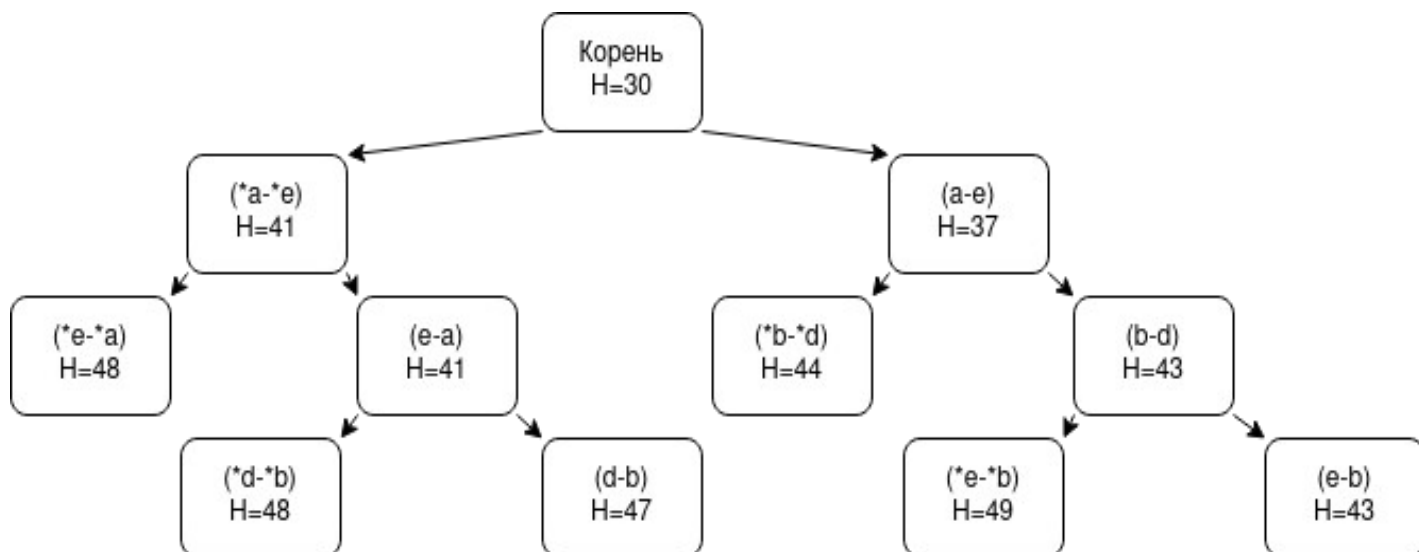 Корень
H=30
(*a-*e)
H=41
(a-e)
H=37
(*e-*a)
H=48
(e-a)
H=41
(*b-*d)
H=44
(b-d)
H=43
(*d-*b)
H=48
(d-b)
H=47
(*e-*b)
H=49
(e-b)
H=43